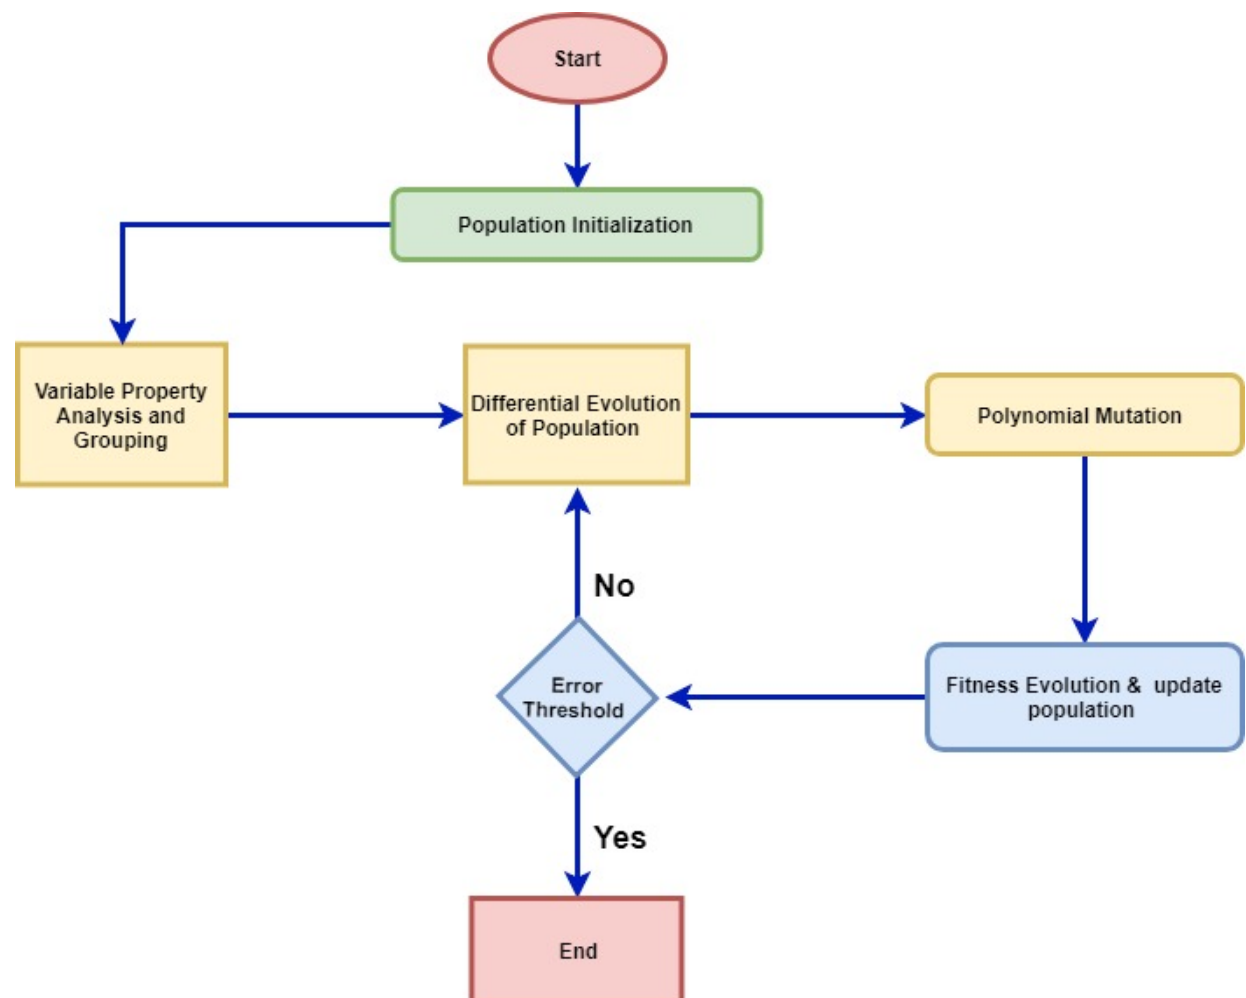 Start
Population Initialization
Variable Property
Analysis and
Grouping
Differential Evolution
of Population
Polynomial Mutation
No
Error
Threshold
Fitness Evolution & update
population
Yes
End